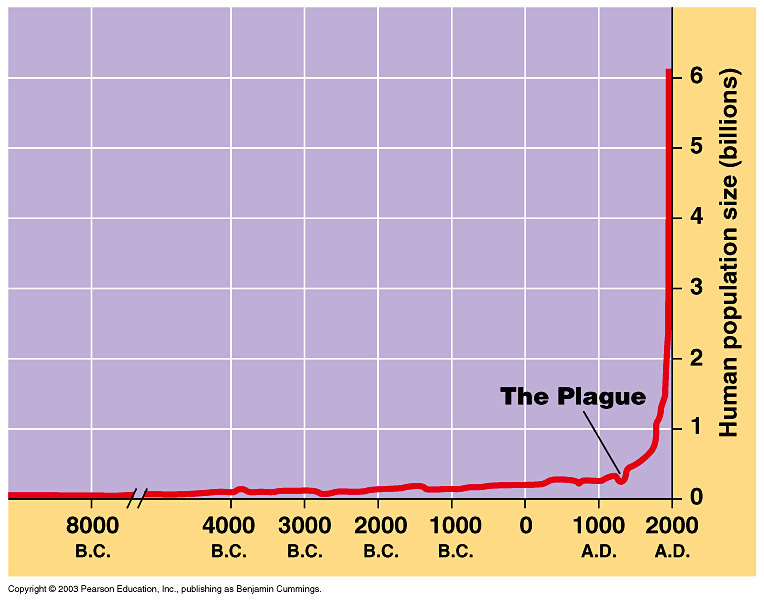 6
5
4
3
2
1
0
Human population size (billions)
The Plague
8000 4000 3000 2000 1000 0 1000 2000
B.C. B.C. B.C. B.C. B.C. A.D. A.D.
Copyright © 2003 Pearson Education, Inc., publishing as Benjamin Cummings.